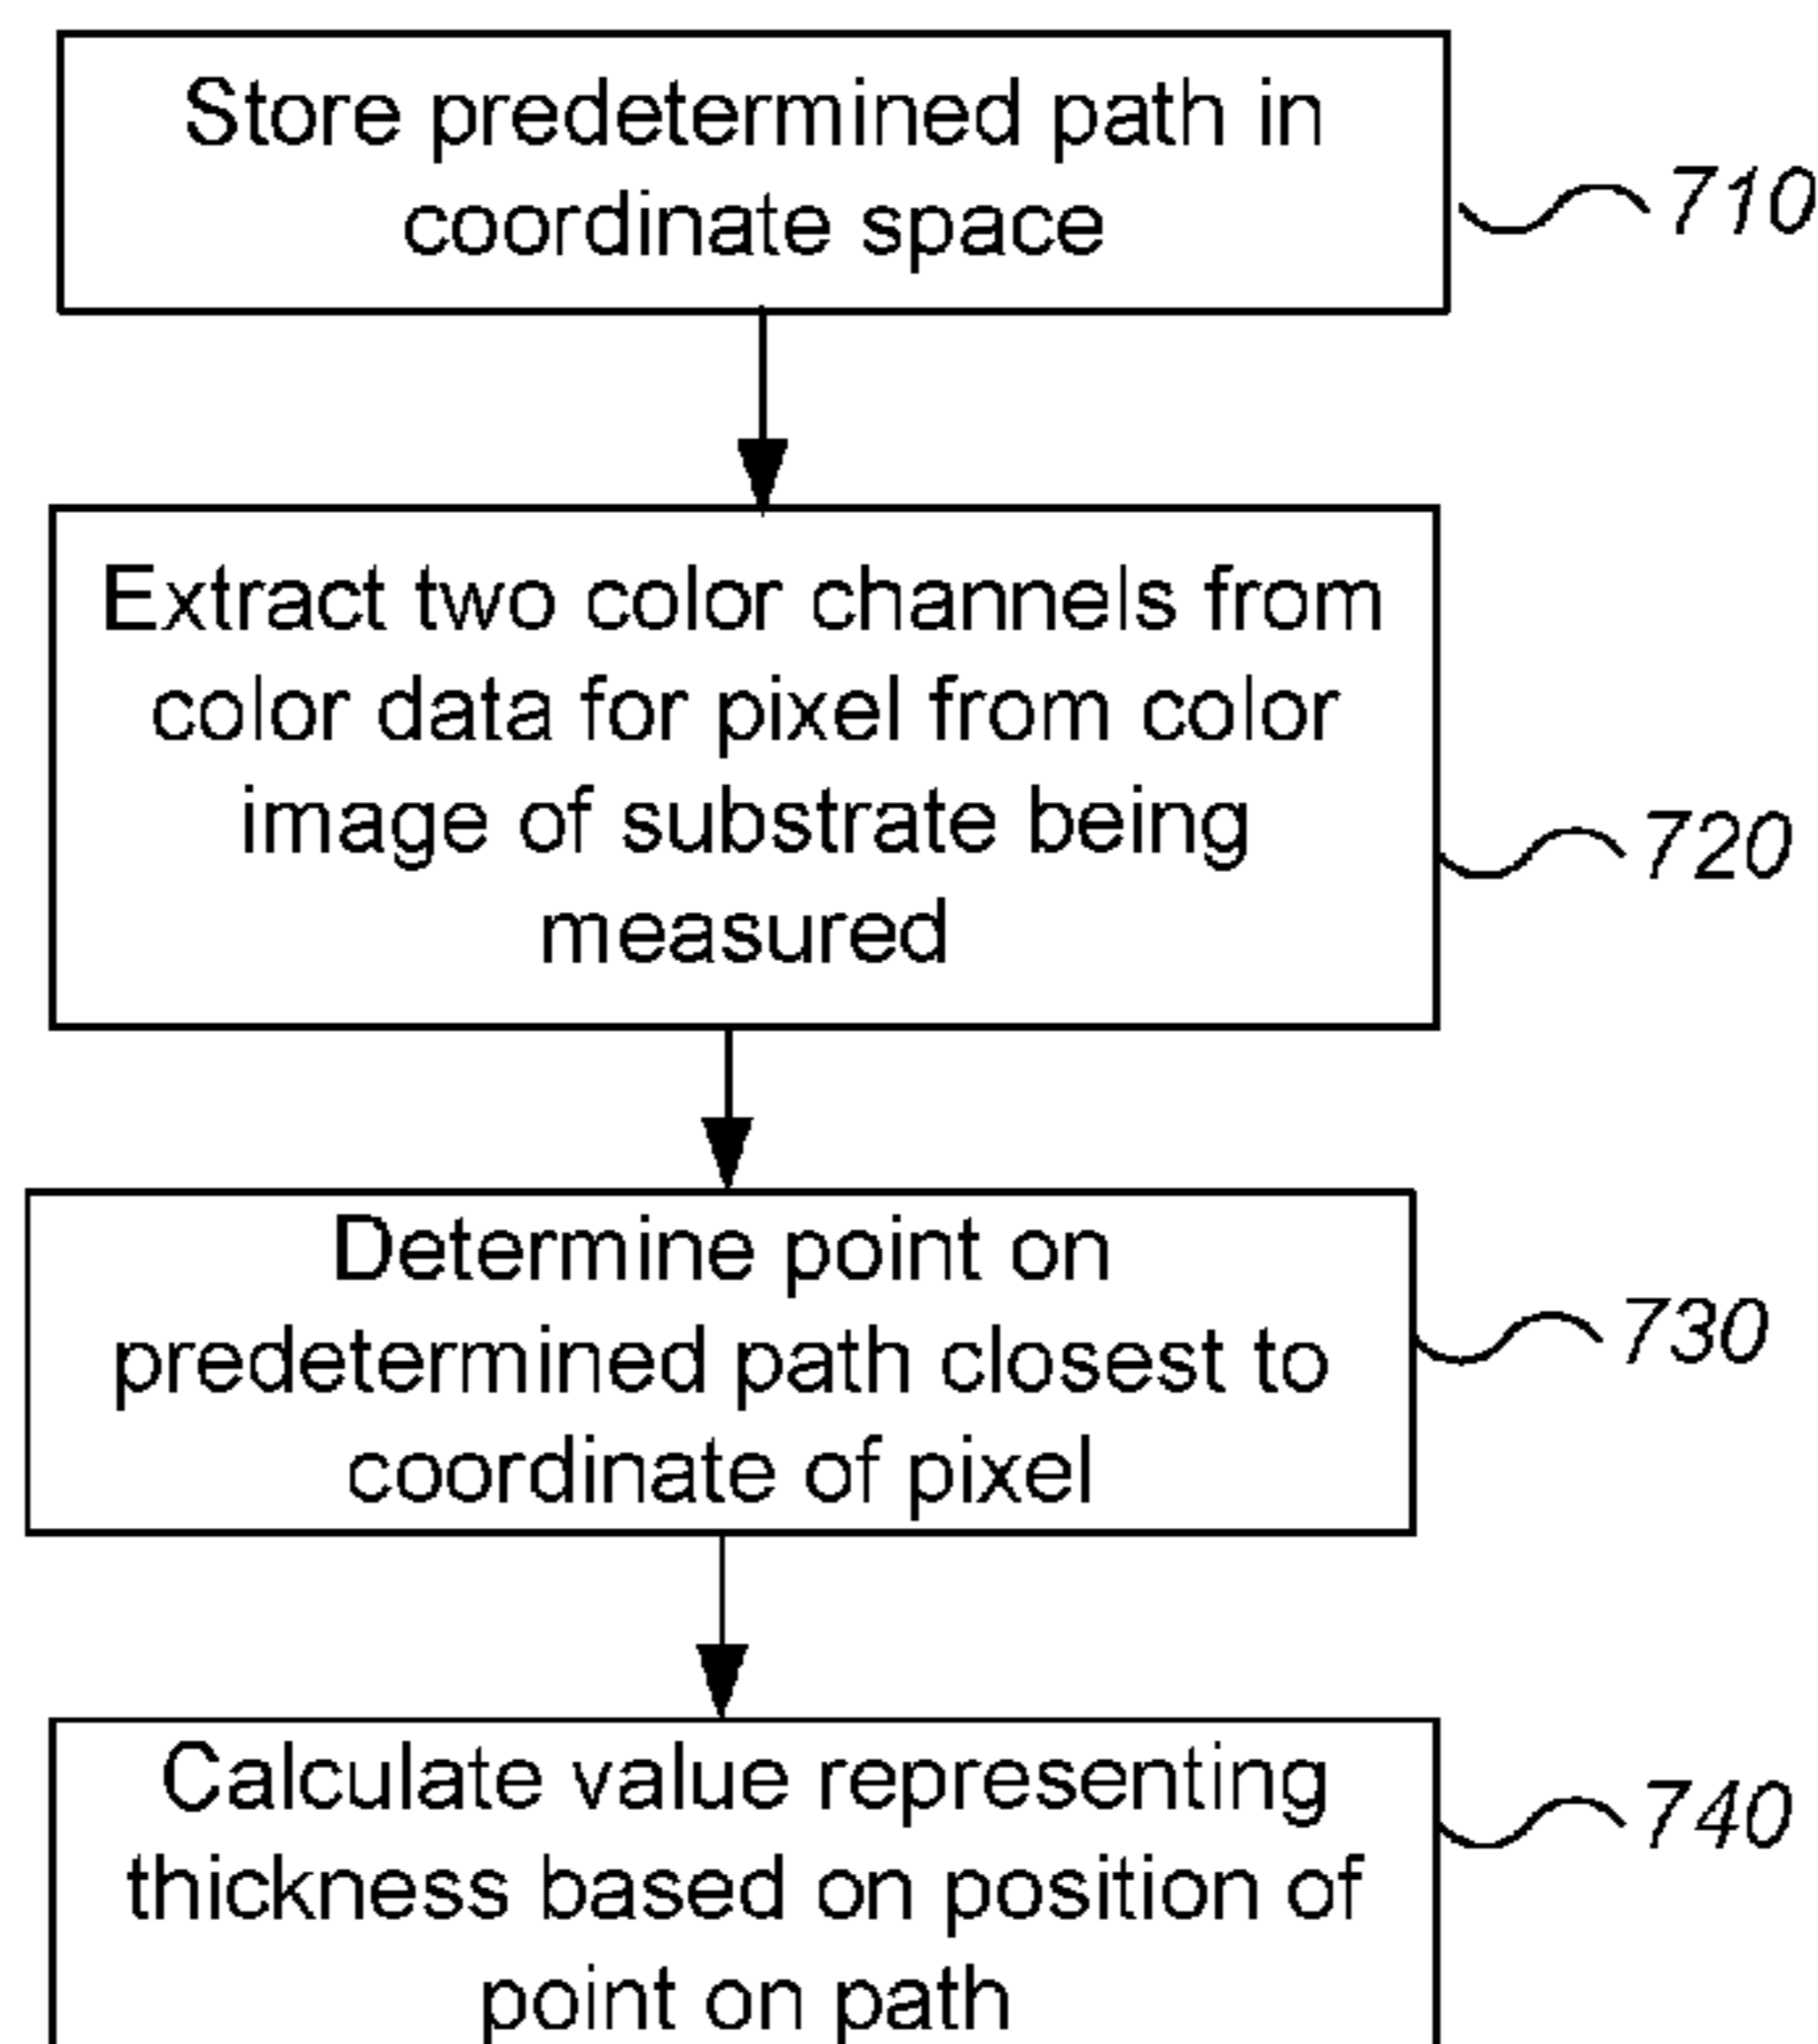 Store predetermined path in
coordinate space
710
Extract two color channels from
color data for pixel from color
image of substrate being
measured
720
Determine point on
predetermined path closest to
coordinate of pixel
730
Calculate value representing
thickness based on position of
point on path
740